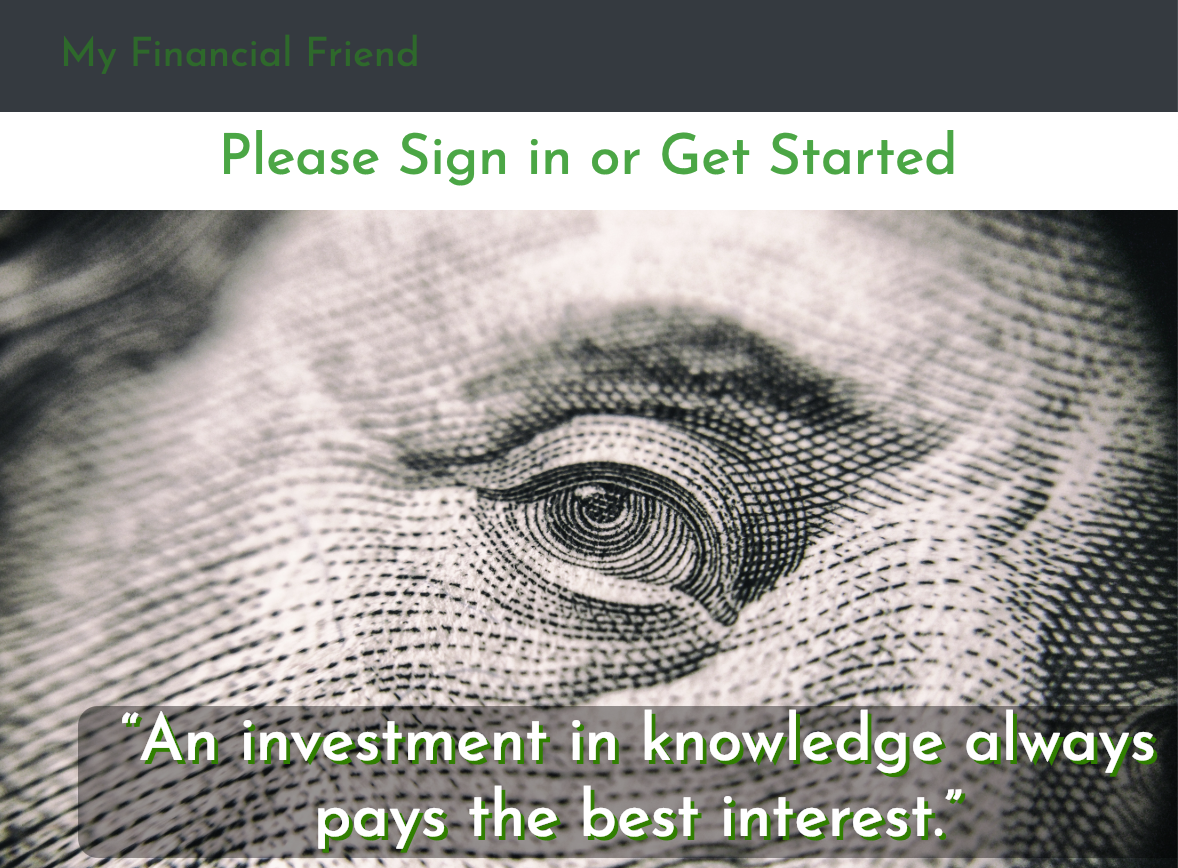 My Financial Friend
Please Sign in or Get Started
“An investment in knowledge always
pays the best interest.”